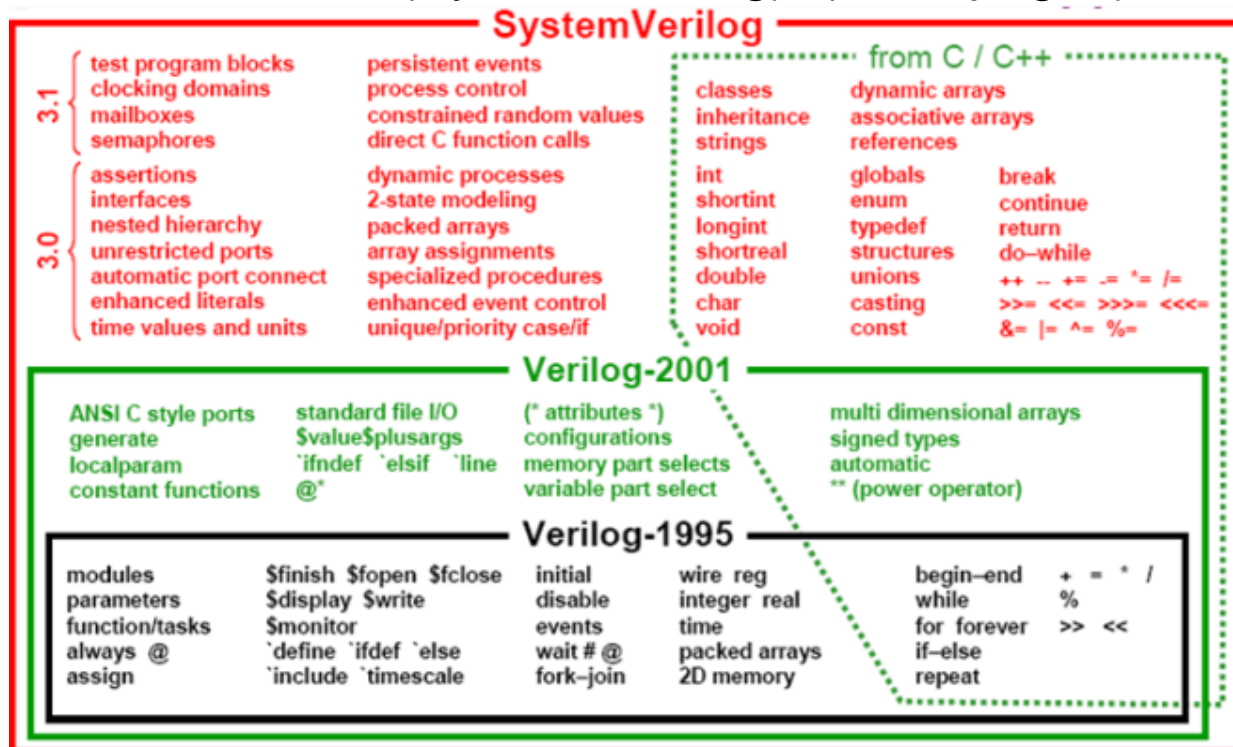 SystemVerilog
from C / C++
3.1
test program blocks persistent events
clocking domains process control classes dynamic arrays
mailboxes constrained random values inheritance associative arrays
semaphores direct C function calls strings references
3.0
assertions dynamic processes int globals break
interfaces 2-state modeling shortint enum continue
nested hierarchy packed arrays longint typedef return
unrestricted ports array assignments shortreal structures do–while
automatic port connect specialized procedures double unions ++ -- += -= *= /=
enhanced literals enhanced event control char casting >>= <<= >>>= <<<=
time values and units unique/priority case/if void const &= |= ^= %=
Verilog-2001
ANSI C style ports standard file I/O (* attributes *) multi dimensional arrays
generate $value$plusargs configurations signed types
localparam `ifndef `elsif `line memory part selects automatic
constant functions @* variable part select ** (power operator)
Verilog-1995
modules $finish $fopen $fclose initial wire reg begin–end + = * /
parameters $display $write disable integer real while %
function/tasks $monitor events time for forever >> <<
always @ `define `ifdef `else wait # @ packed arrays if–else
assign `include `timescale fork–join 2D memory repeat